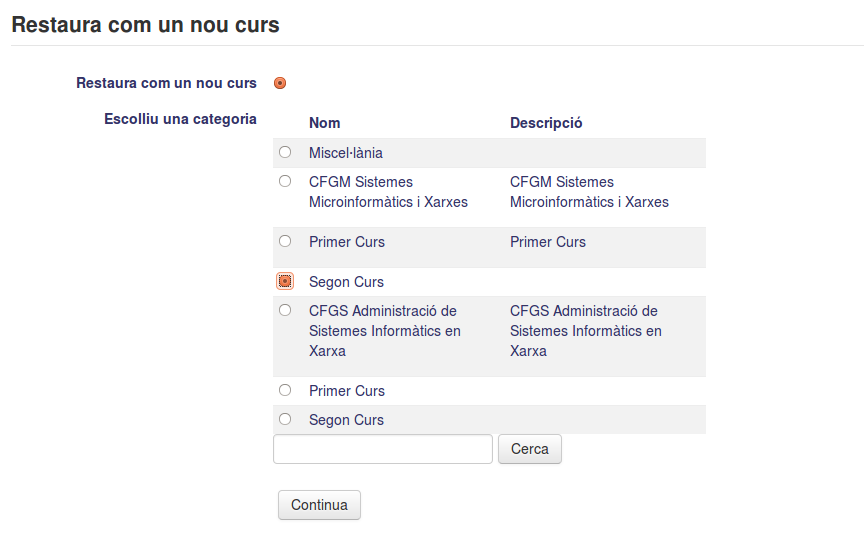 Restaura com un nou curs
Restaura com un nou curs
Escolliu una categoria
Nom Descripció
Miscel·lània
CFGM Sistemes CFGM Sistemes
Microinformàtics i Xarxes Microinformàtics i Xarxes
Primer Curs Primer Curs
Segon Curs
CFGS Administració de CFGS Administració de
Sistemes Informàtics en Sistemes Informàtics en
Xarxa Xarxa
Primer Curs
Segon Curs
Cerca
Continua